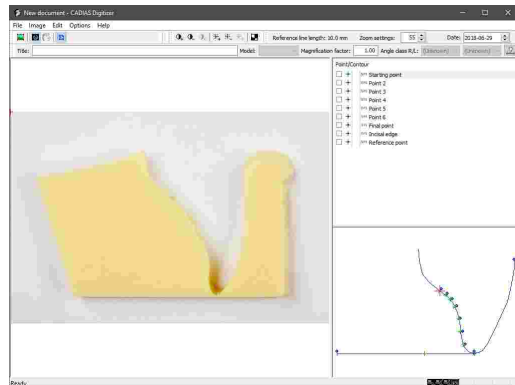 New document - CADIAS Digitizer
File Image Edit Options Help
Reference line length: 10.0 mm Zoom settings: 55 Date: 2018-06-29
Title: Model: Magnification factor: 1.00 Angle class R/L: (Unknown) (Unknown)
Point/Contour
Starting point
Point 2
Point 3
Point 4
Point 5
Point 6
Final point
Incisal edge
Reference point
Ready